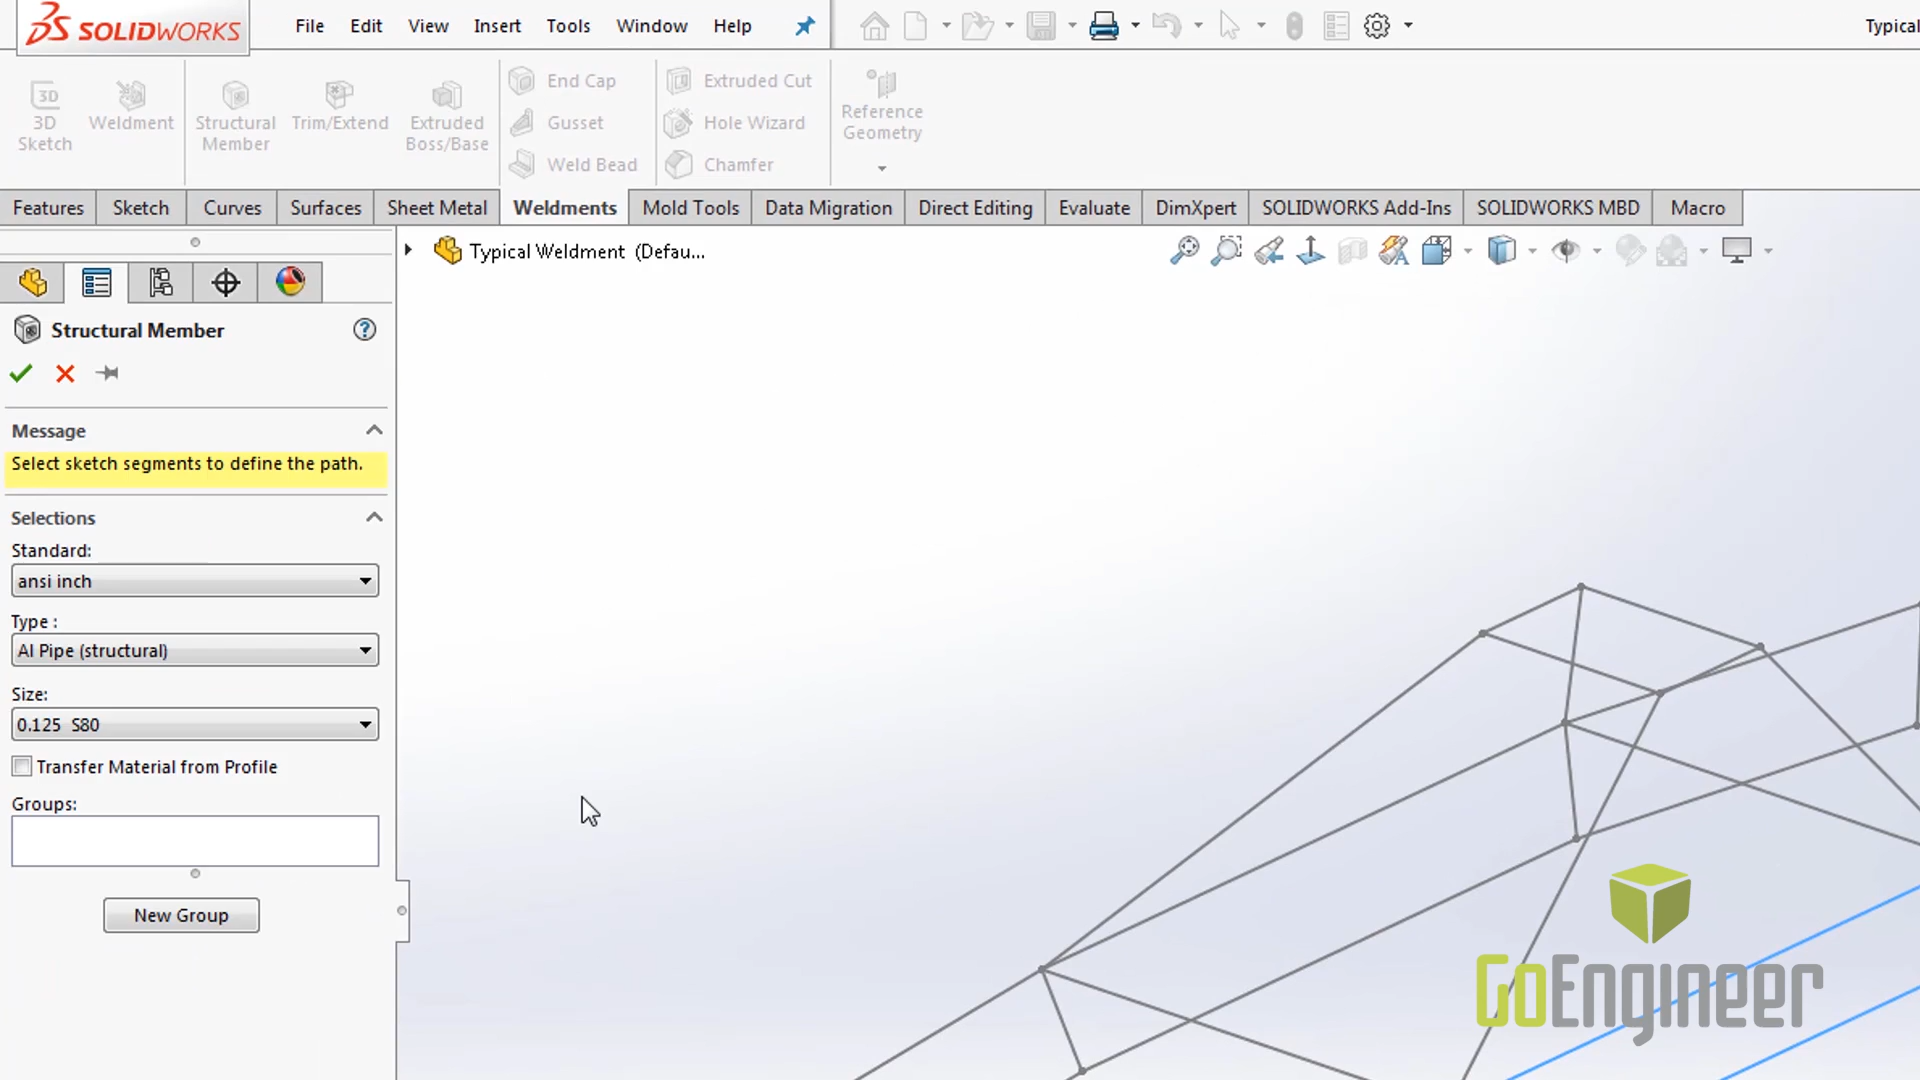 SOLIDWORKS
File Edit View Insert Tools Window Help
Typical
3D Sketch
Weldment
Structural Member
Trim/Extend
Extruded Boss/Base
End Cap
Gusset
Weld Bead
Extruded Cut
Hole Wizard
Chamfer
Reference Geometry
Features Sketch Curves Surfaces Sheet Metal Weldments Mold Tools Data Migration Direct Editing Evaluate DimXpert SOLIDWORKS Add-Ins SOLIDWORKS MBD Macro
Typical Weldment (Defau...
Structural Member
Message
Select sketch segments to define the path.
Selections
Standard:
ansi inch
Type :
Al Pipe (structural)
Size:
0.125 S80
Transfer Material from Profile
Groups:
New Group
GoEngineer